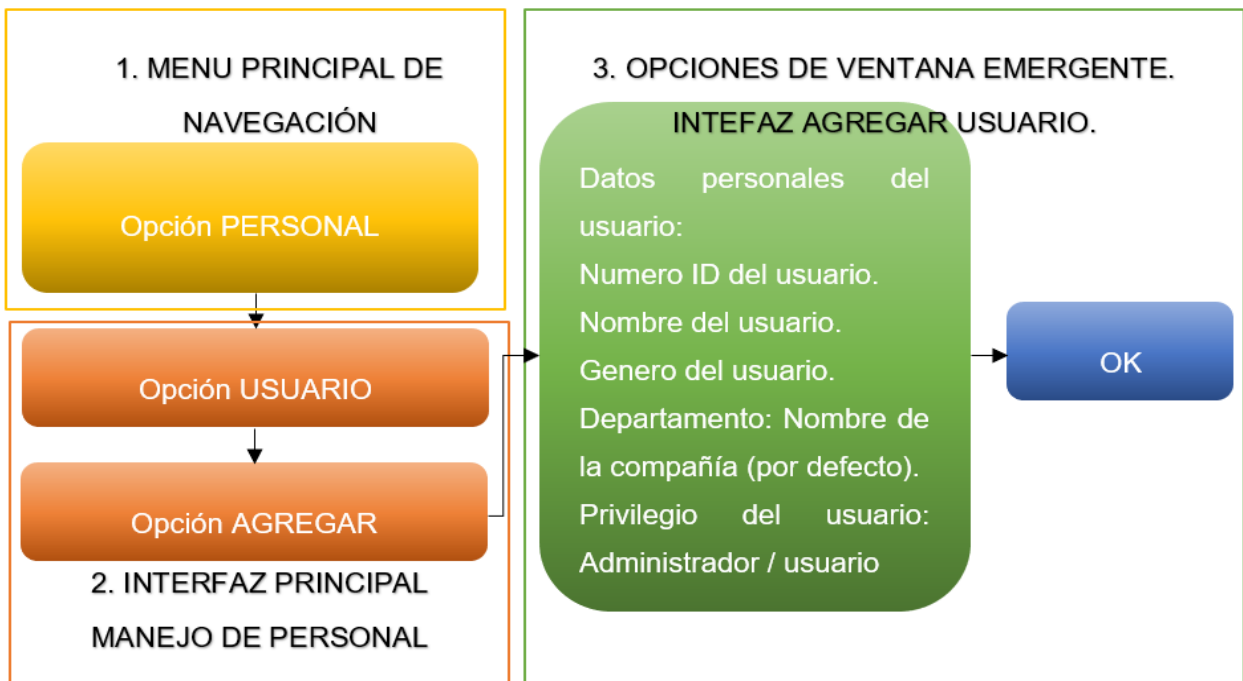 1. MENU PRINCIPAL DE
NAVEGACIÓN
Opción PERSONAL
Opción USUARIO
Opción AGREGAR
2. INTERFAZ PRINCIPAL
MANEJO DE PERSONAL
3. OPCIONES DE VENTANA EMERGENTE.
INTEFAZ AGREGAR USUARIO.
Datos personales del
usuario:
Numero ID del usuario.
Nombre del usuario.
Genero del usuario.
Departamento: Nombre de
la compañía (por defecto).
Privilegio del usuario:
Administrador / usuario
OK